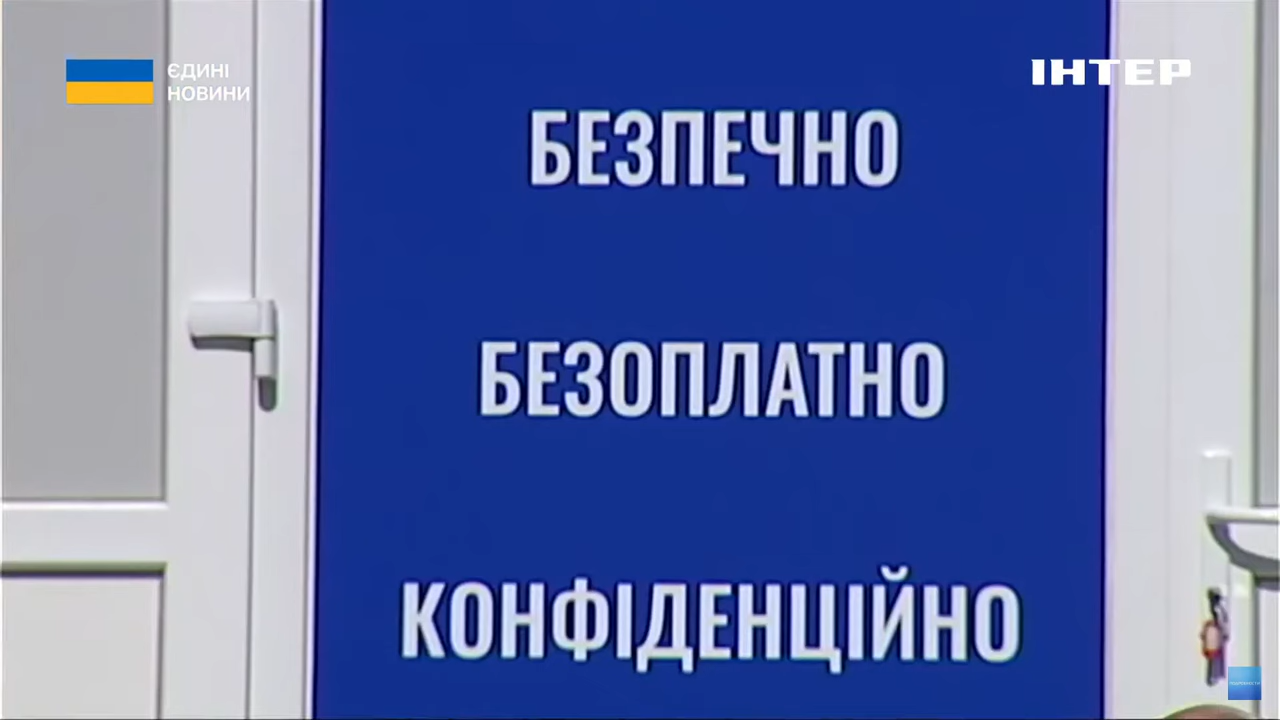 ЄДИНІ
НОВИНИ
ІНТЕР
БЕЗПЕЧНО
БЕЗОПЛАТНО
КОНФІДЕНЦІЙНО